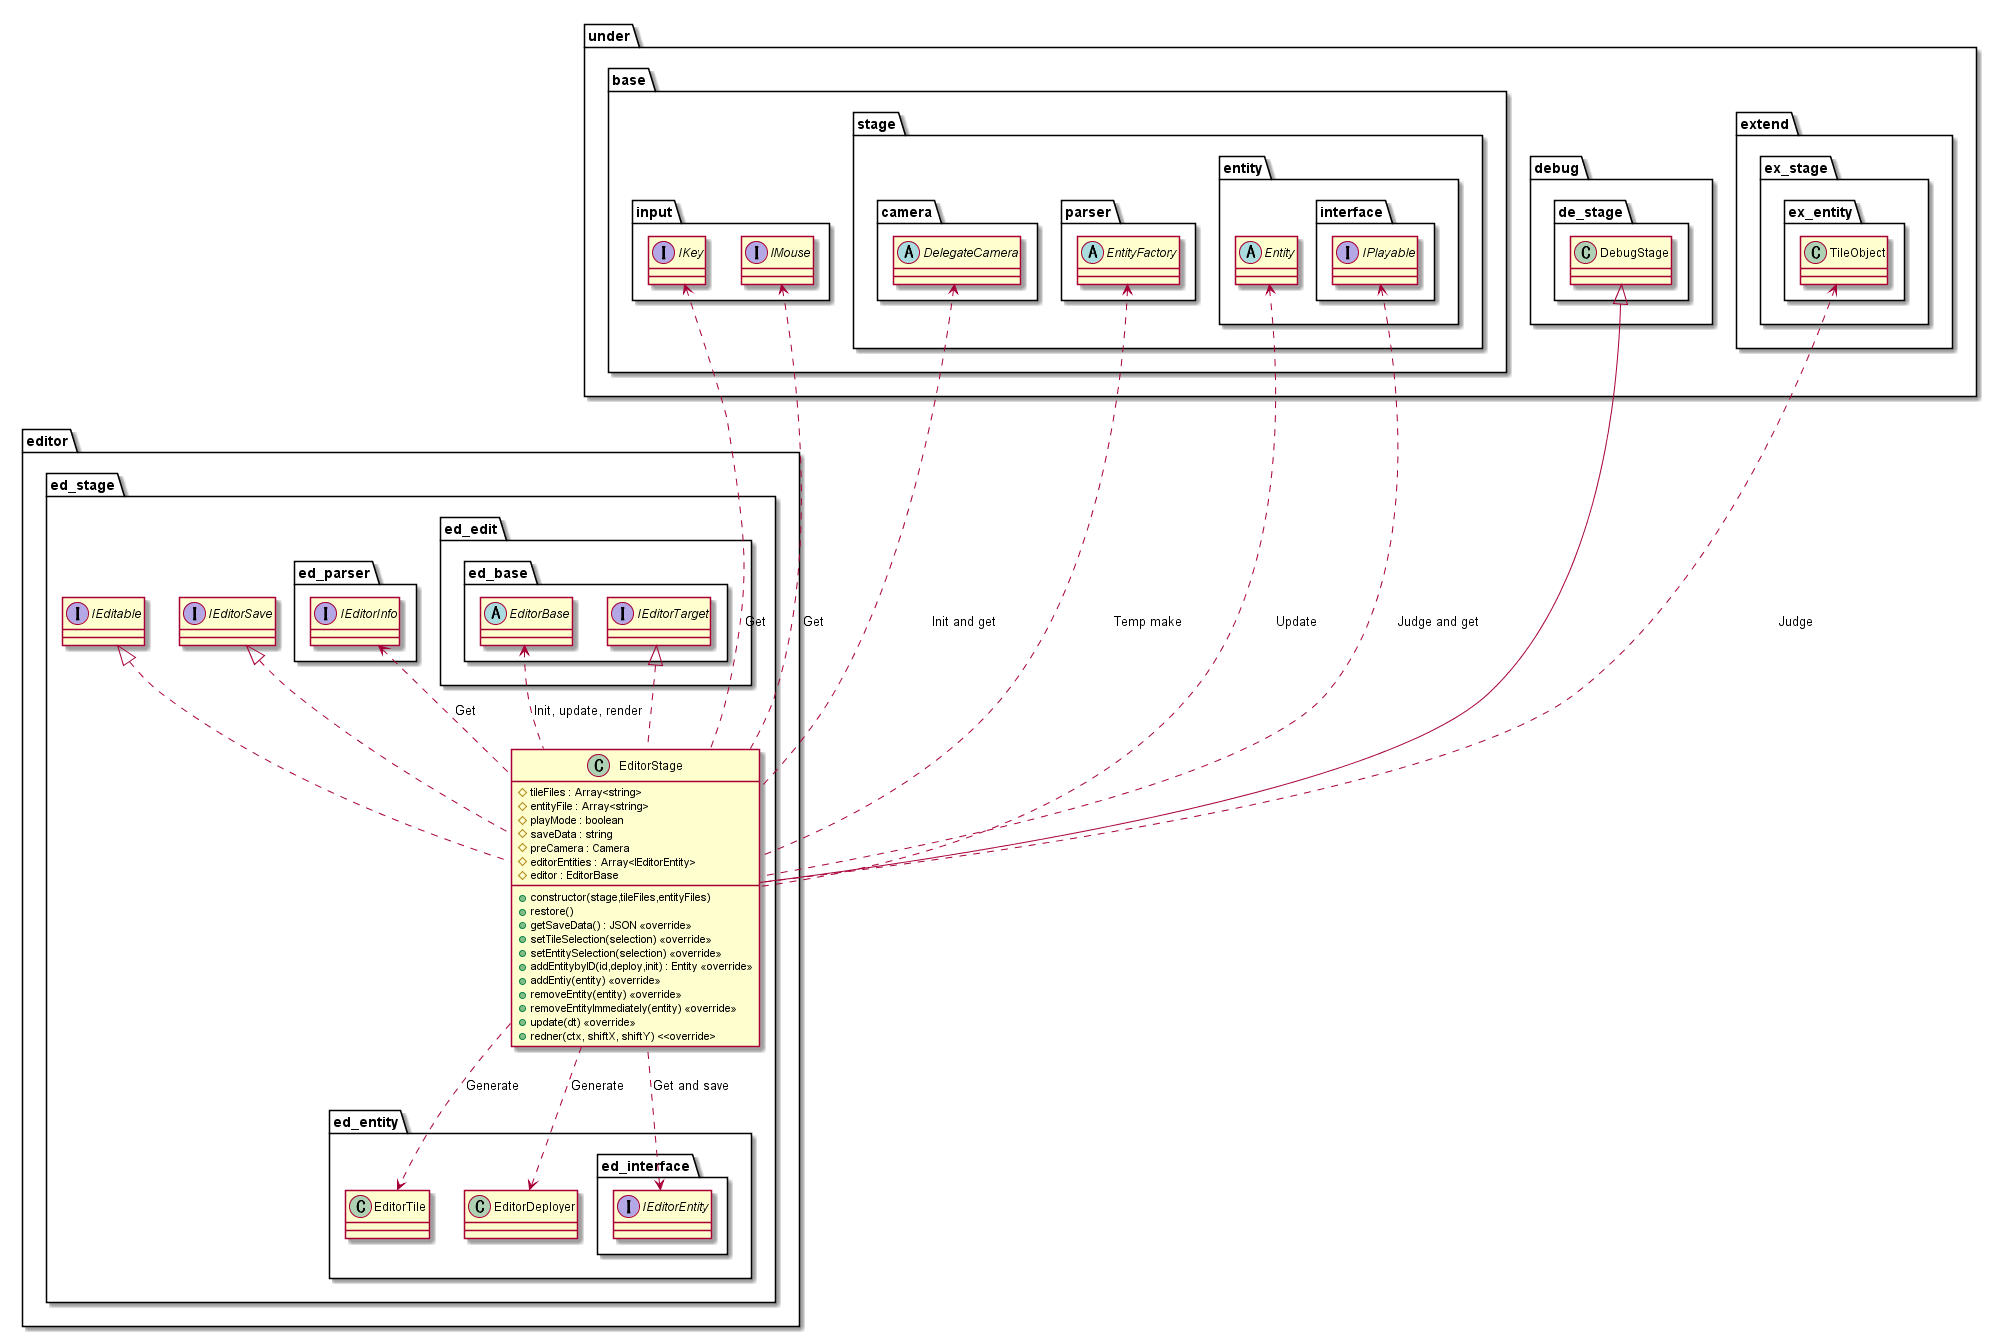 under
base
stage
extend
entity
debug
ex_stage
input
camera
parser
interface
de_stage
ex_entity
I IKey
I IMouse
A DelegateCamera
A EntityFactory
A Entity
I IPlayable
C DebugStage
C TileObject
editor
ed_stage
ed_edit
ed_parser
ed_base
I IEditable
I IEditorSave
I IEditorInfo
A EditorBase
I IEditorTarget
Get
Get
Init and get
Temp make
Update
Judge and get
Judge
Get
Init, update, render
C EditorStage
tileFiles : Array<string>
entityFile : Array<string>
playMode : boolean
saveData : string
preCamera : Camera
editorEntities : Array<IEditorEntity>
editor : EditorBase
constructor(stage,tileFiles,entityFiles)
restore()
getSaveData() : JSON «override»
setTileSelection(selection) «override»
setEntitySelection(selection) «override»
addEntitybyID(id,deploy,init) : Entity «override»
addEntiy(entity) «override»
removeEntity(entity) «override»
removeEntityImmediately(entity) «override»
update(dt) «override»
redner(ctx, shiftX, shiftY) <<override>
Generate
Generate
Get and save
ed_entity
ed_interface
C EditorTile
C EditorDeployer
I IEditorEntity